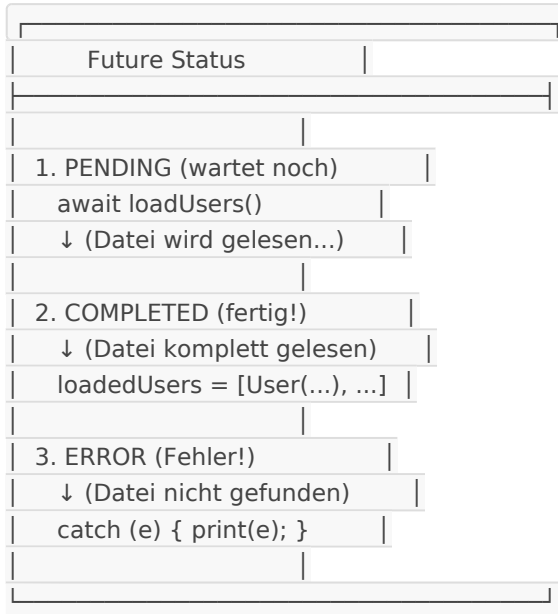 Future Status
1. PENDING (wartet noch)
await loadUsers()
↓ (Datei wird gelesen...)
2. COMPLETED (fertig!)
↓ (Datei komplett gelesen)
loadedUsers = [User(...), ...]
3. ERROR (Fehler!)
↓ (Datei nicht gefunden)
catch (e) { print(e); }